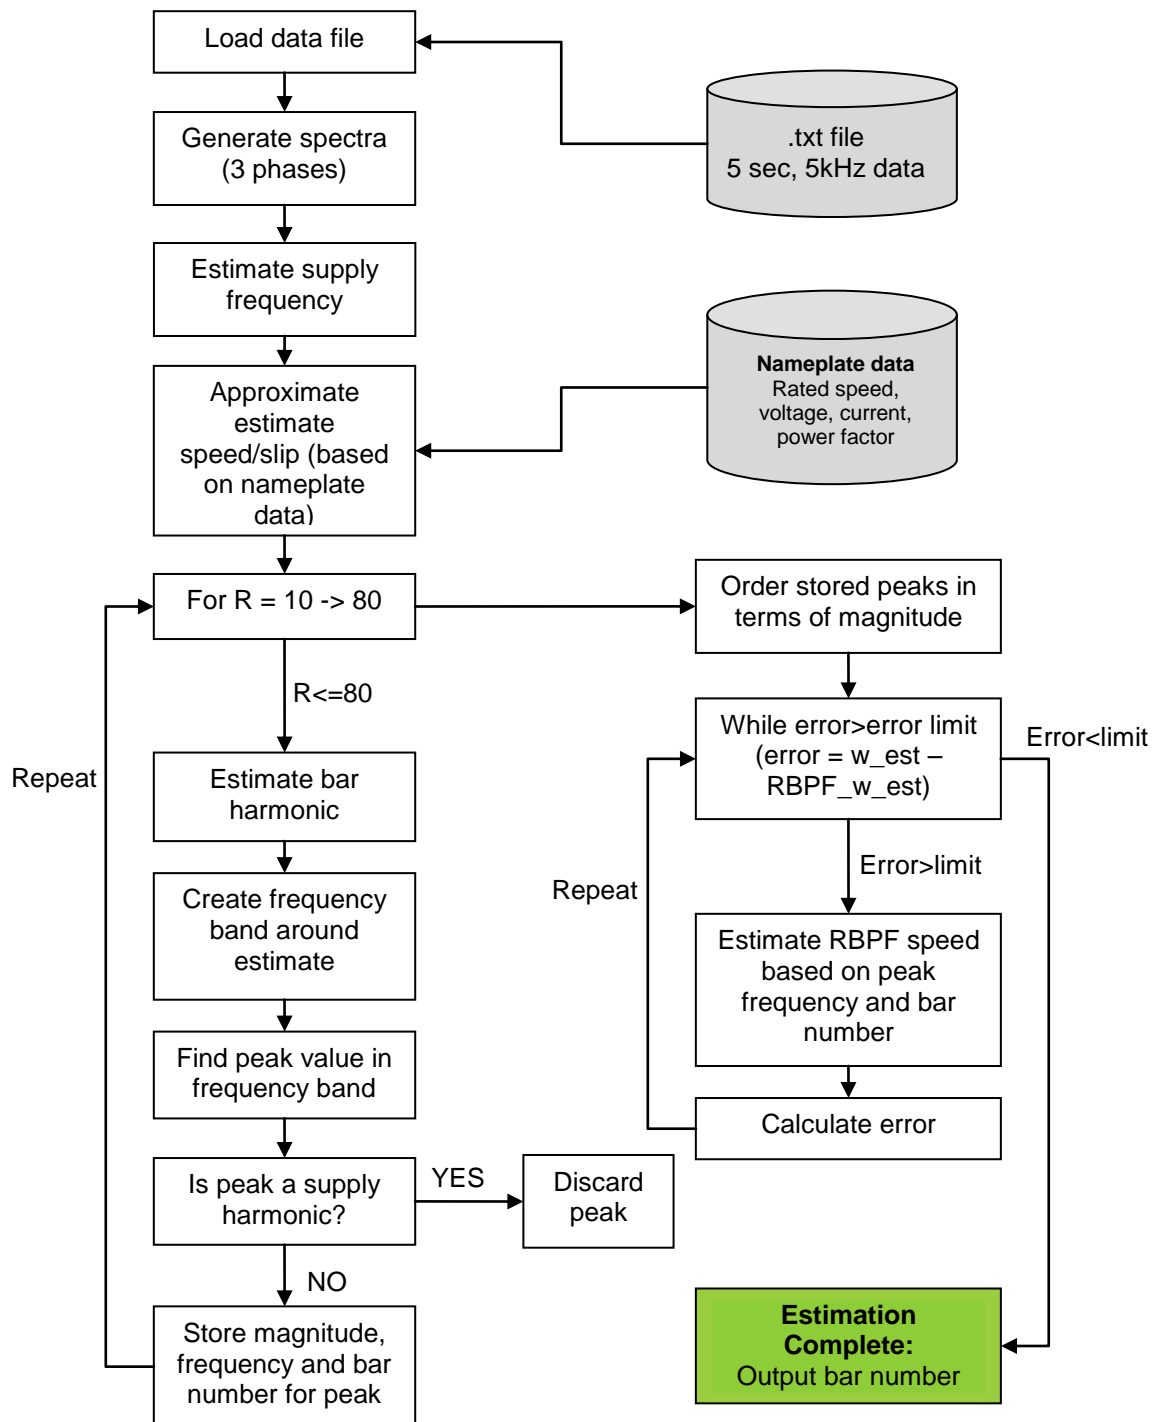 Load data file
.txt file
5 sec, 5kHz data
Generate spectra
(3 phases)
Estimate supply
frequency
Nameplate data
Rated speed,
voltage, current,
power factor
Approximate
estimate
speed/slip (based
on nameplate
data)
For R = 10 -> 80
Order stored peaks in
terms of magnitude
R<=80
While error>error limit
(error = w_est –
RBPF_w_est)
Error<limit
Repeat
Estimate bar
harmonic
Error>limit
Repeat
Create frequency
band around
estimate
Estimate RBPF speed
based on peak
frequency and bar
number
Find peak value in
frequency band
Calculate error
Is peak a supply
harmonic?
YES
Discard
peak
NO
Store magnitude,
frequency and bar
number for peak
Estimation
Complete:
Output bar number